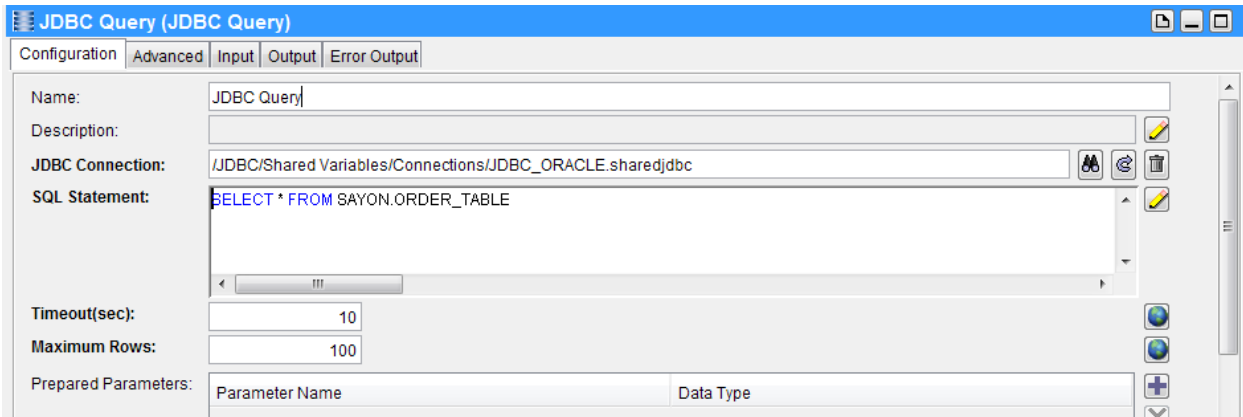 JDBC Query (JDBC Query)
Configuration Advanced Input Output Error Output
Name: JDBC Query
Description:
JDBC Connection: /JDBC/Shared Variables/Connections/JDBC_ORACLE.sharedjdbc
SQL Statement: SELECT * FROM SAYON.ORDER_TABLE
Timeout(sec): 10
Maximum Rows: 100
Prepared Parameters: Parameter Name Data Type